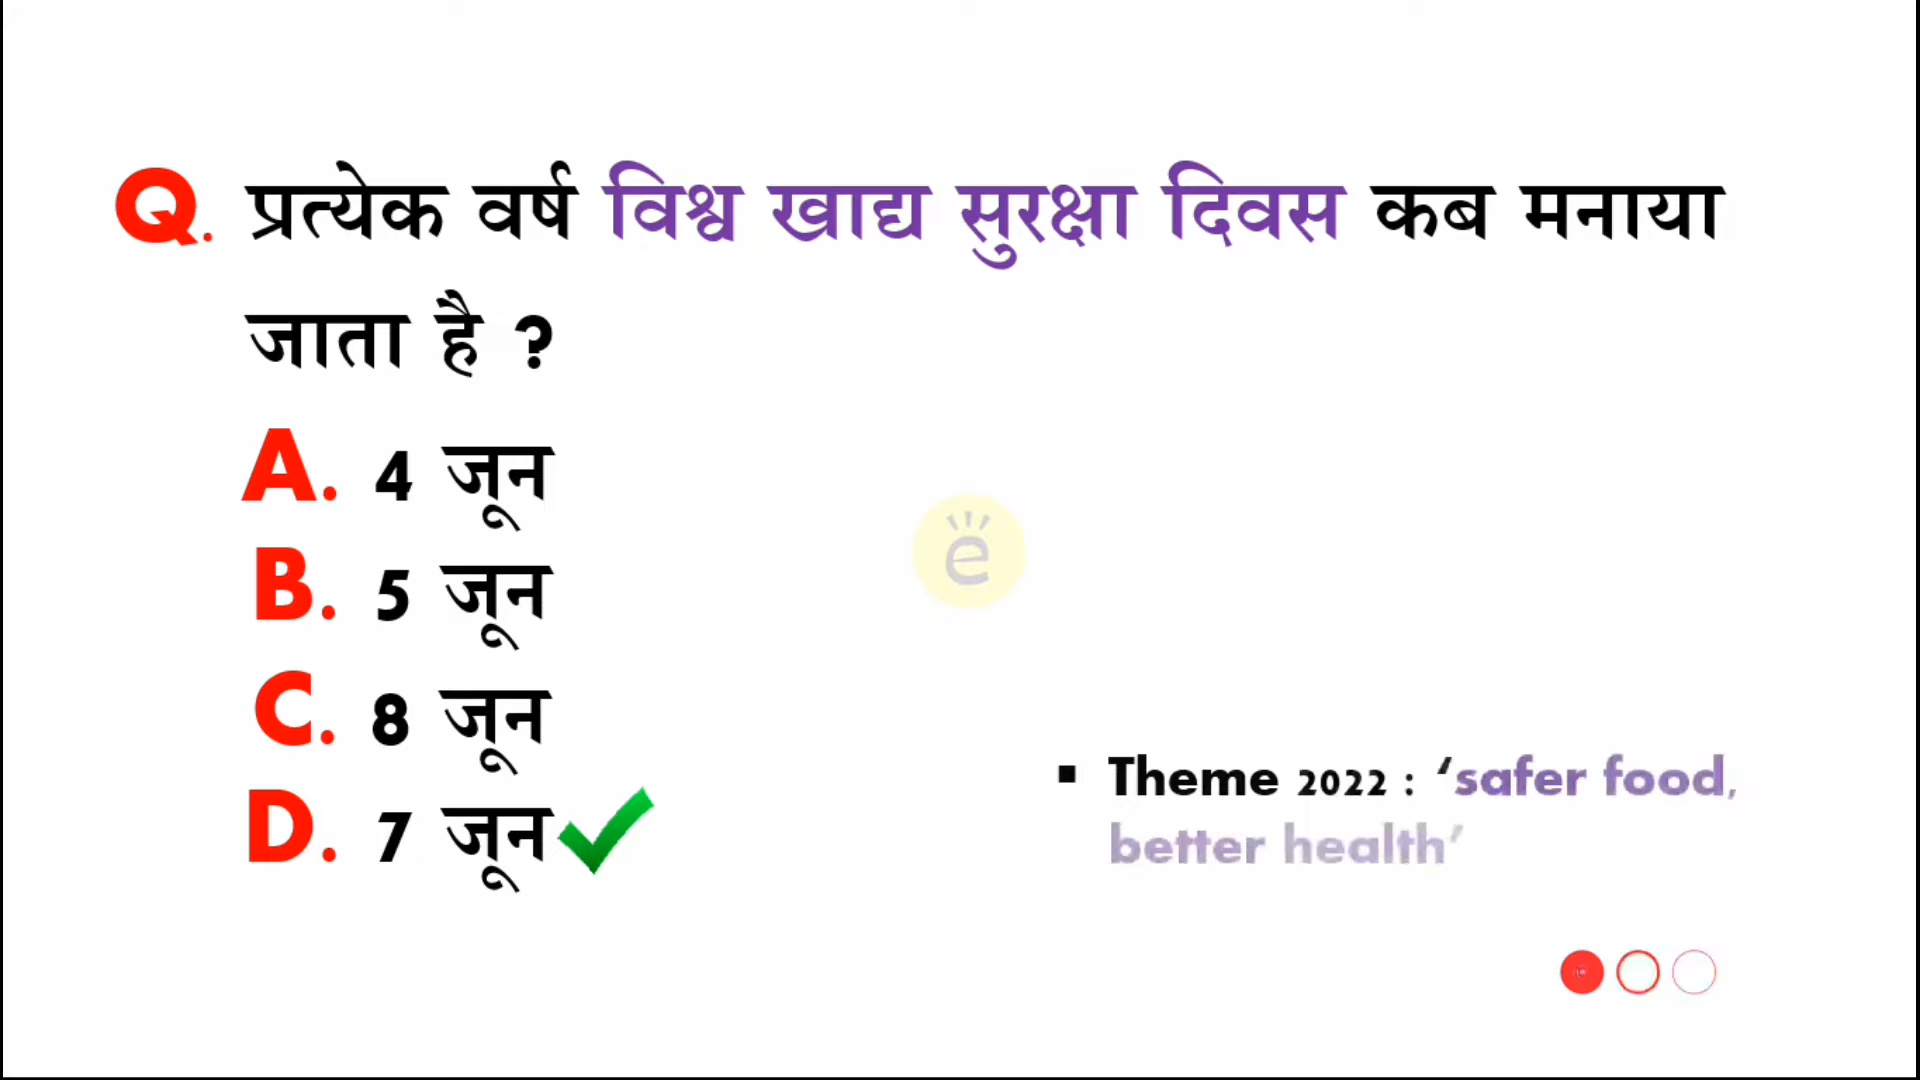 Q. प्रत्येक वर्ष विश्व खाद्य सुरक्षा दिवस कब मनाया
जाता है ?
A. 4 जून
B. 5 जून
C. 8 जून
D. 7 जून
e
▪ Theme 2022 : ‘safer food,
better health’